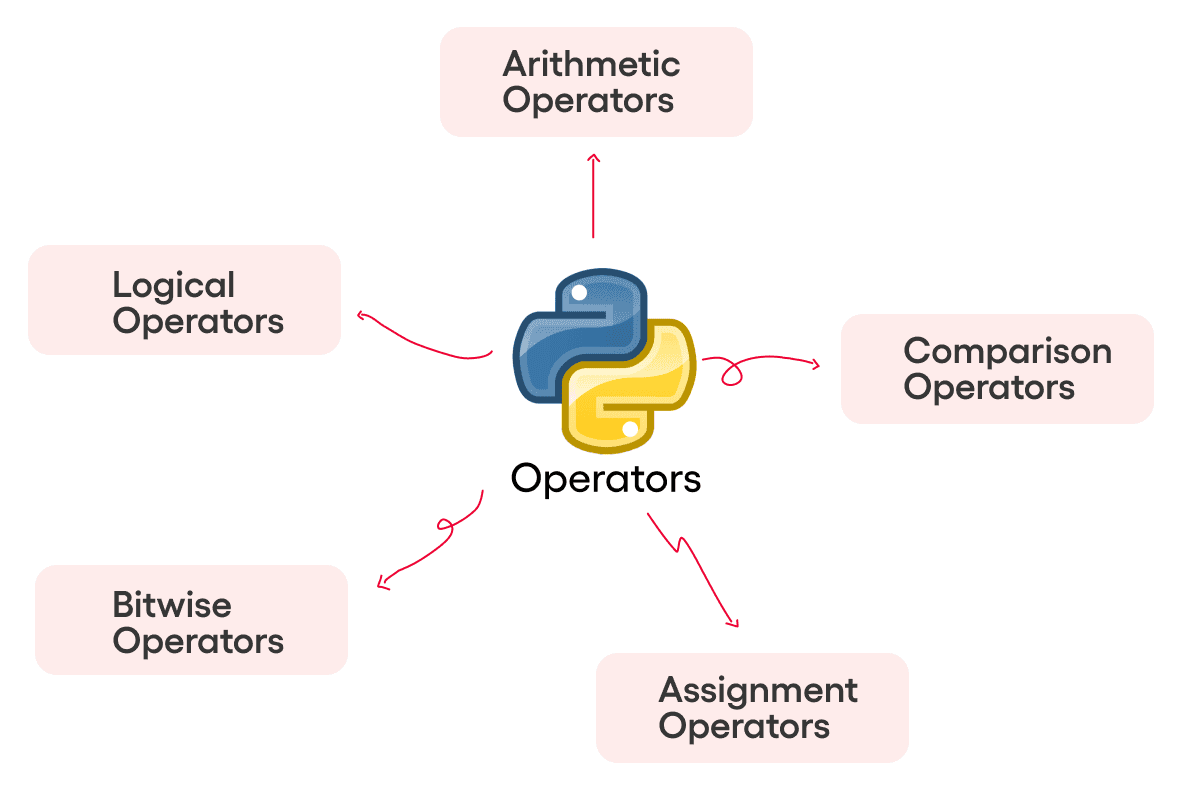 Arithmetic
Operators
Logical
Operators
Comparison
Operators
Operators
Bitwise
Operators
Assignment
Operators